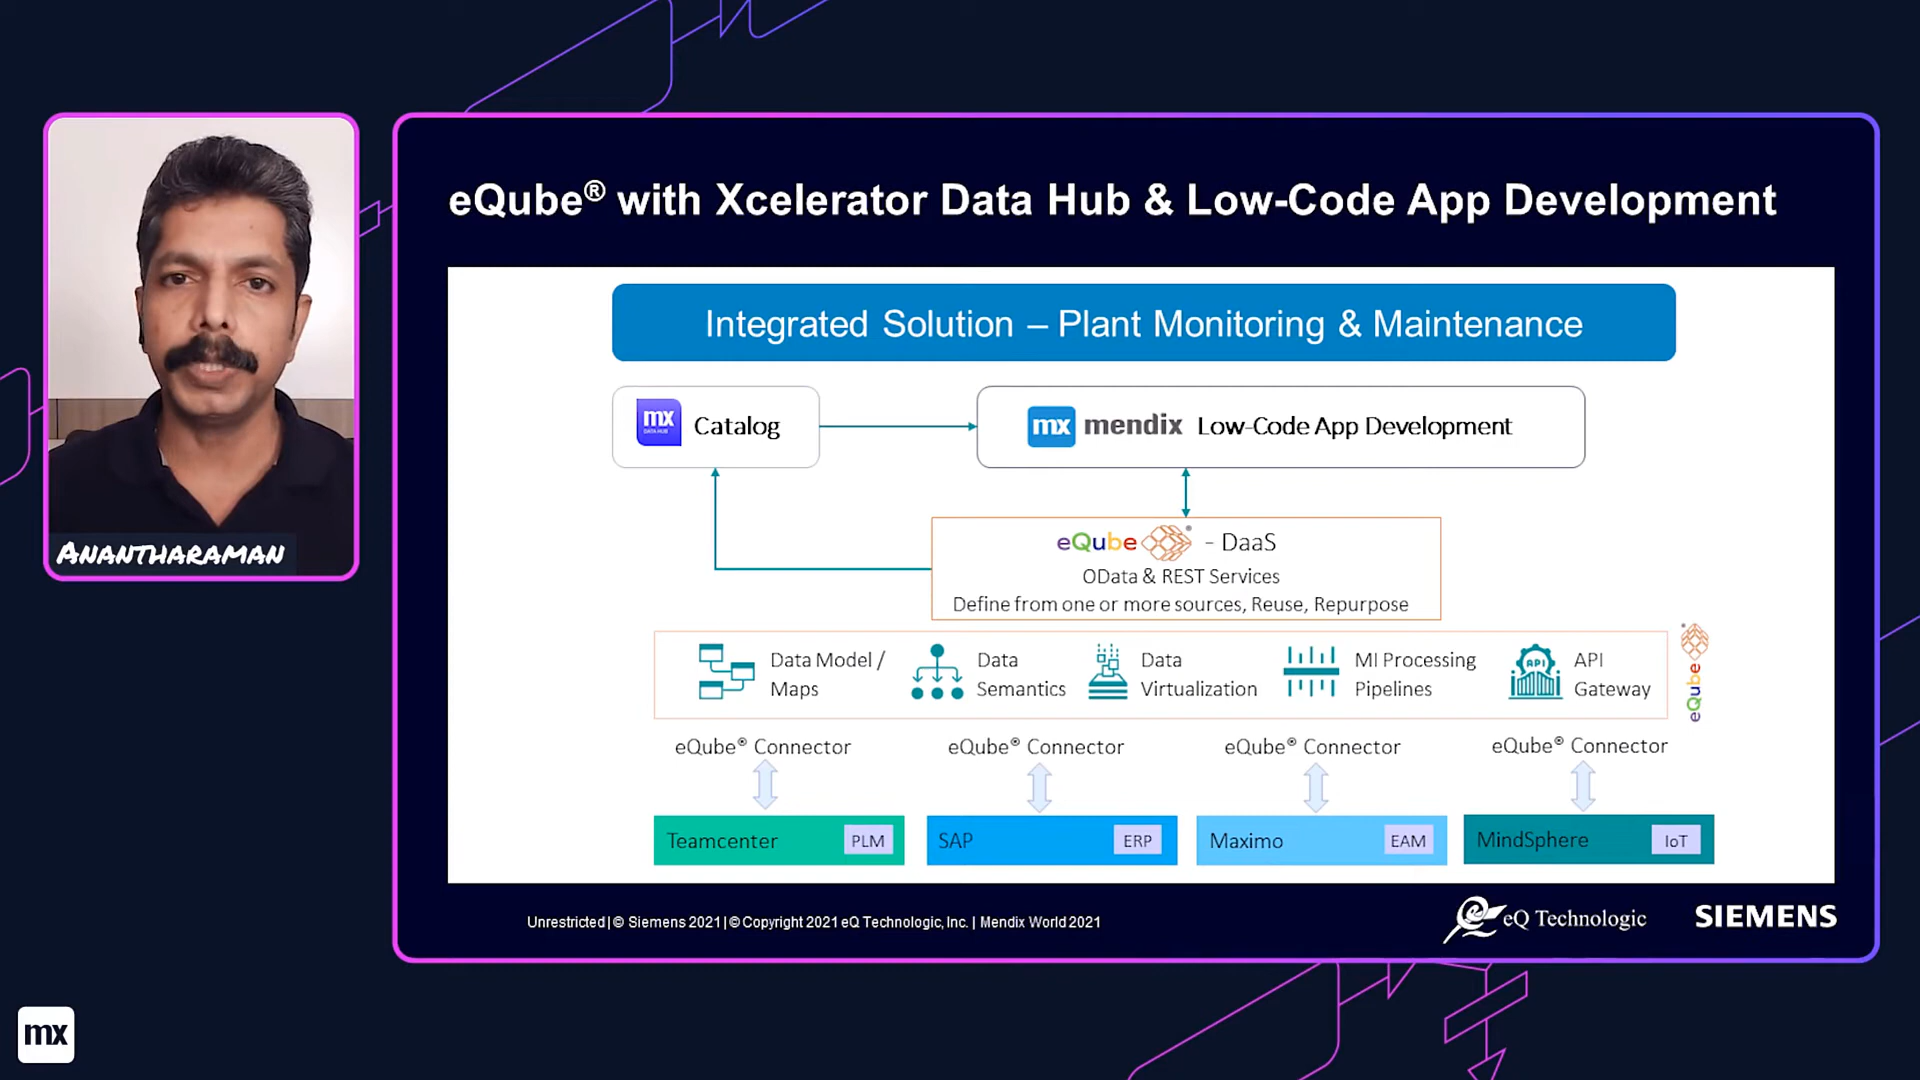 eQube® with Xcelerator Data Hub & Low-Code App Development
Integrated Solution – Plant Monitoring & Maintenance
mx
DATA HUB
Catalog
mx mendix Low-Code App Development
eQube® - DaaS
OData & REST Services
Define from one or more sources, Reuse, Repurpose
Data Model /
Maps
Data
Semantics
Data
Virtualization
MI Processing
Pipelines
API
API
Gateway
eQube
eQube® Connector
eQube® Connector
eQube® Connector
eQube® Connector
Teamcenter PLM
SAP ERP
Maximo EAM
MindSphere IoT
Unrestricted | © Siemens 2021 | © Copyright 2021 eQ Technologic, Inc. | Mendix World 2021
eQ Technologic
SIEMENS
ANANTHARAMAN
mx